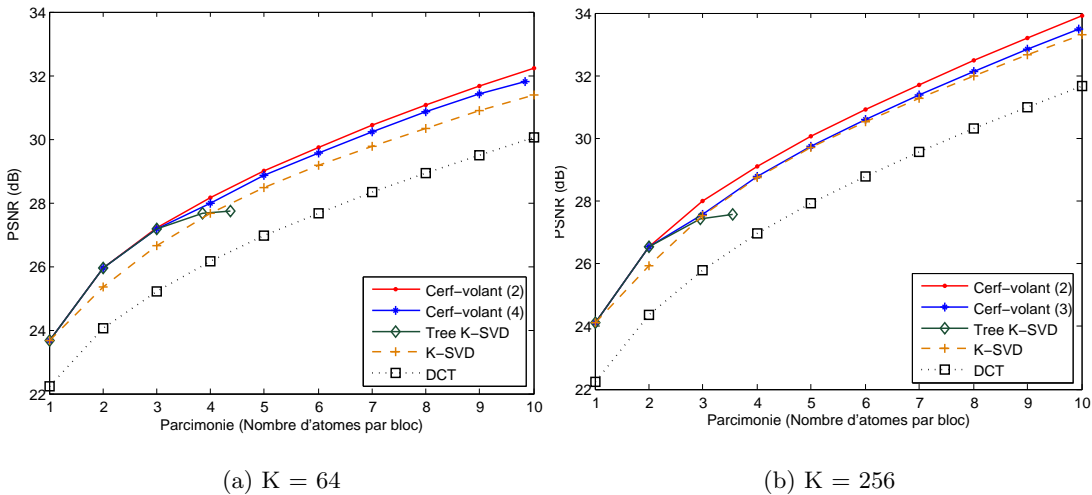 34
32
30
28
26
24
22
1 2 3 4 5 6 7 8 9 10
PSNR (dB)
Parcimonie (Nombre d'atomes par bloc)
Cerf−volant (2)
Cerf−volant (4)
Tree K−SVD
K−SVD
DCT
(a) K = 64
34
32
30
28
26
24
22
1 2 3 4 5 6 7 8 9 10
PSNR (dB)
Parcimonie (Nombre d'atomes par bloc)
Cerf−volant (2)
Cerf−volant (3)
Tree K−SVD
K−SVD
DCT
(b) K = 256